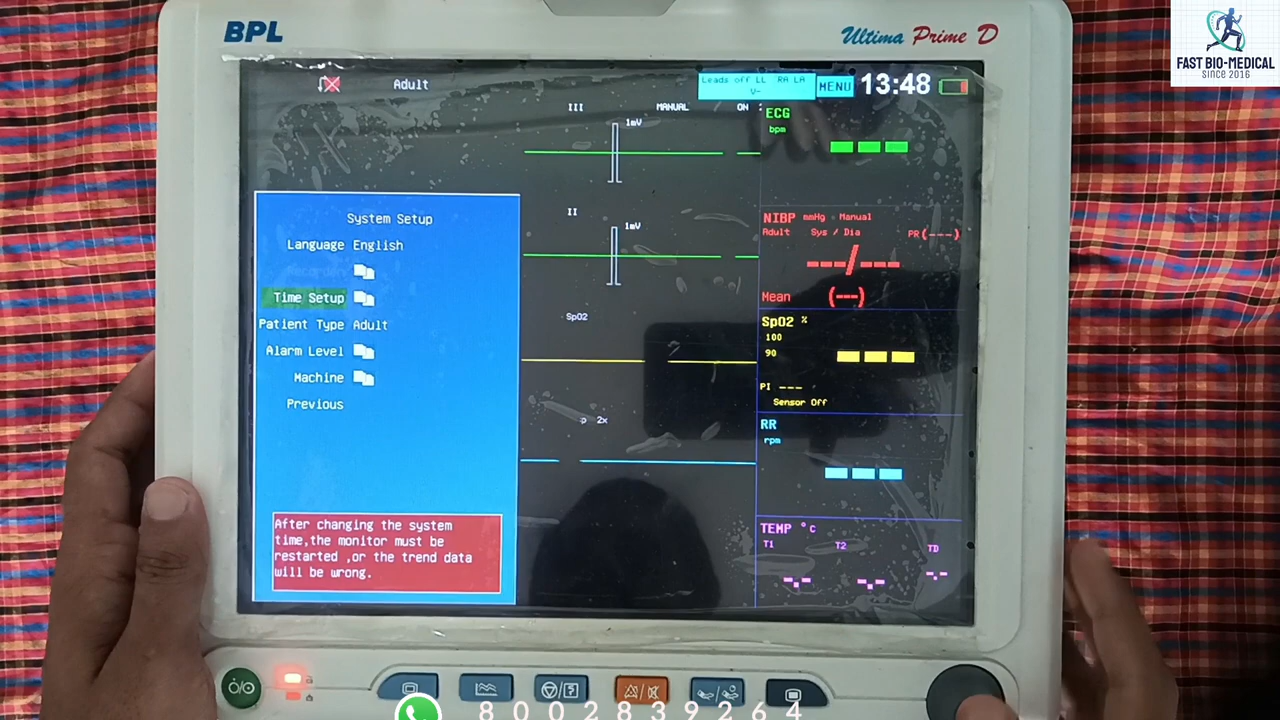 BPL
Ultima Prime D
FAST BIO-MEDICAL
SINCE 2016
Adult
Leads off LL RA LA
V-
MENU
13:48
III
MANUAL
ON
1mV
ECG
bpm
System Setup
Language English
Recorder
Time Setup
Patient Type Adult
Alarm Level
Machine
Previous
After changing the system
time,the monitor must be
restarted ,or the trend data
will be wrong.
II
1mV
NIBP mmHg Manual
Adult Sys / Dia PR(---)
---/---
Mean (---)
SpO2
SpO2 %
100
90
PI ---
Sensor Off
2x
RR
rpm
TEMP °C
T1 T2 TD
8002839264